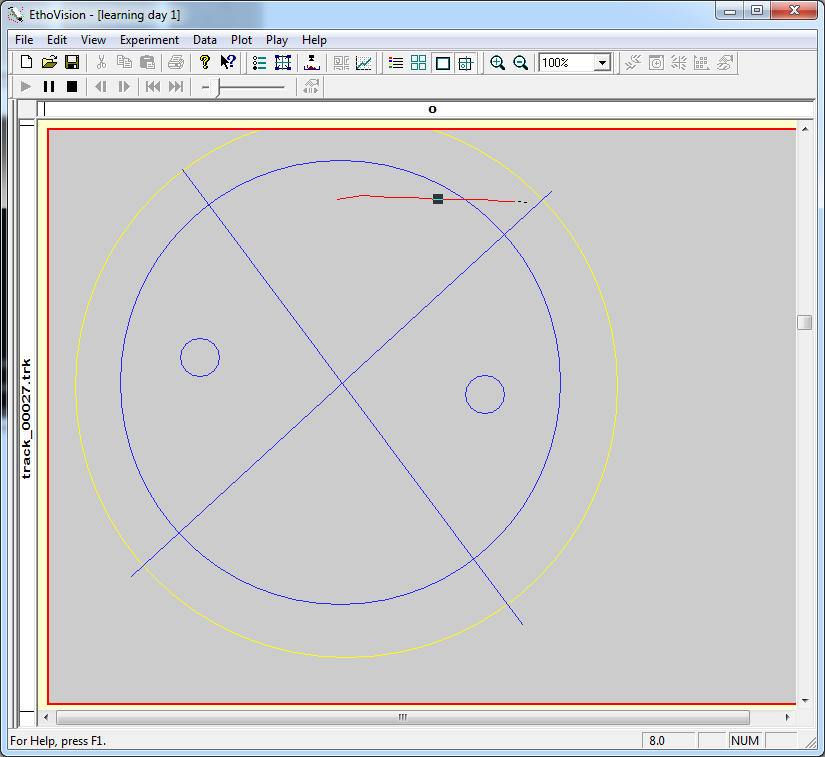 EthoVision - [learning day 1]
File Edit View Experiment Data Plot Play Help
100%
o
track_00027.trk
For Help, press F1.
8.0
NUM